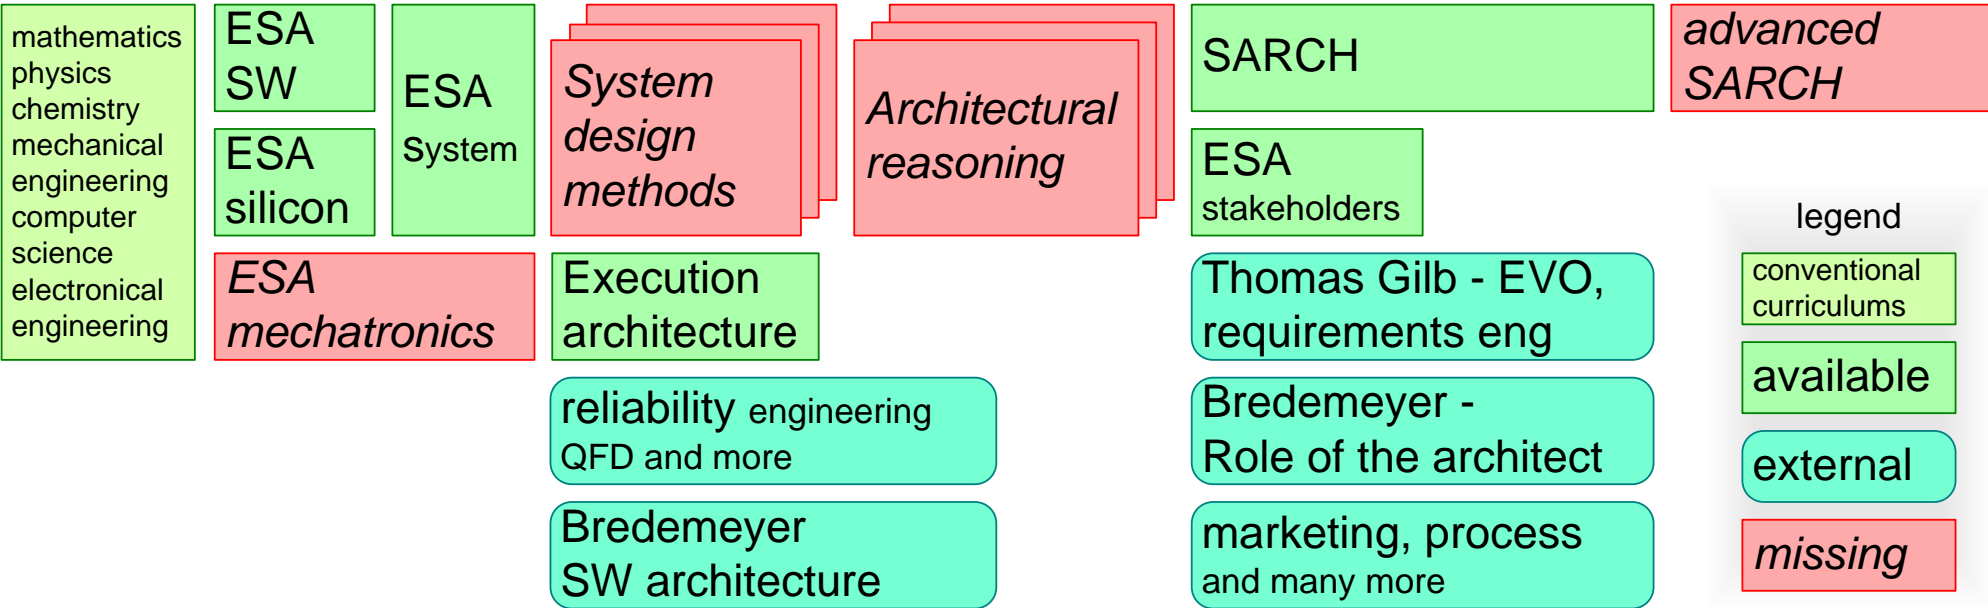 mathematics
physics
chemistry
mechanical
engineering
computer
science
electronical
engineering
ESA
SW
ESA
silicon
ESA
System
ESA
mechatronics
System
design
methods
Execution
architecture
reliability engineering
QFD and more
Bredemeyer
SW architecture
Architectural
reasoning
SARCH
ESA
stakeholders
Thomas Gilb - EVO,
requirements eng
Bredemeyer -
Role of the architect
marketing, process
and many more
advanced
SARCH
legend
conventional
curriculums
available
external
missing